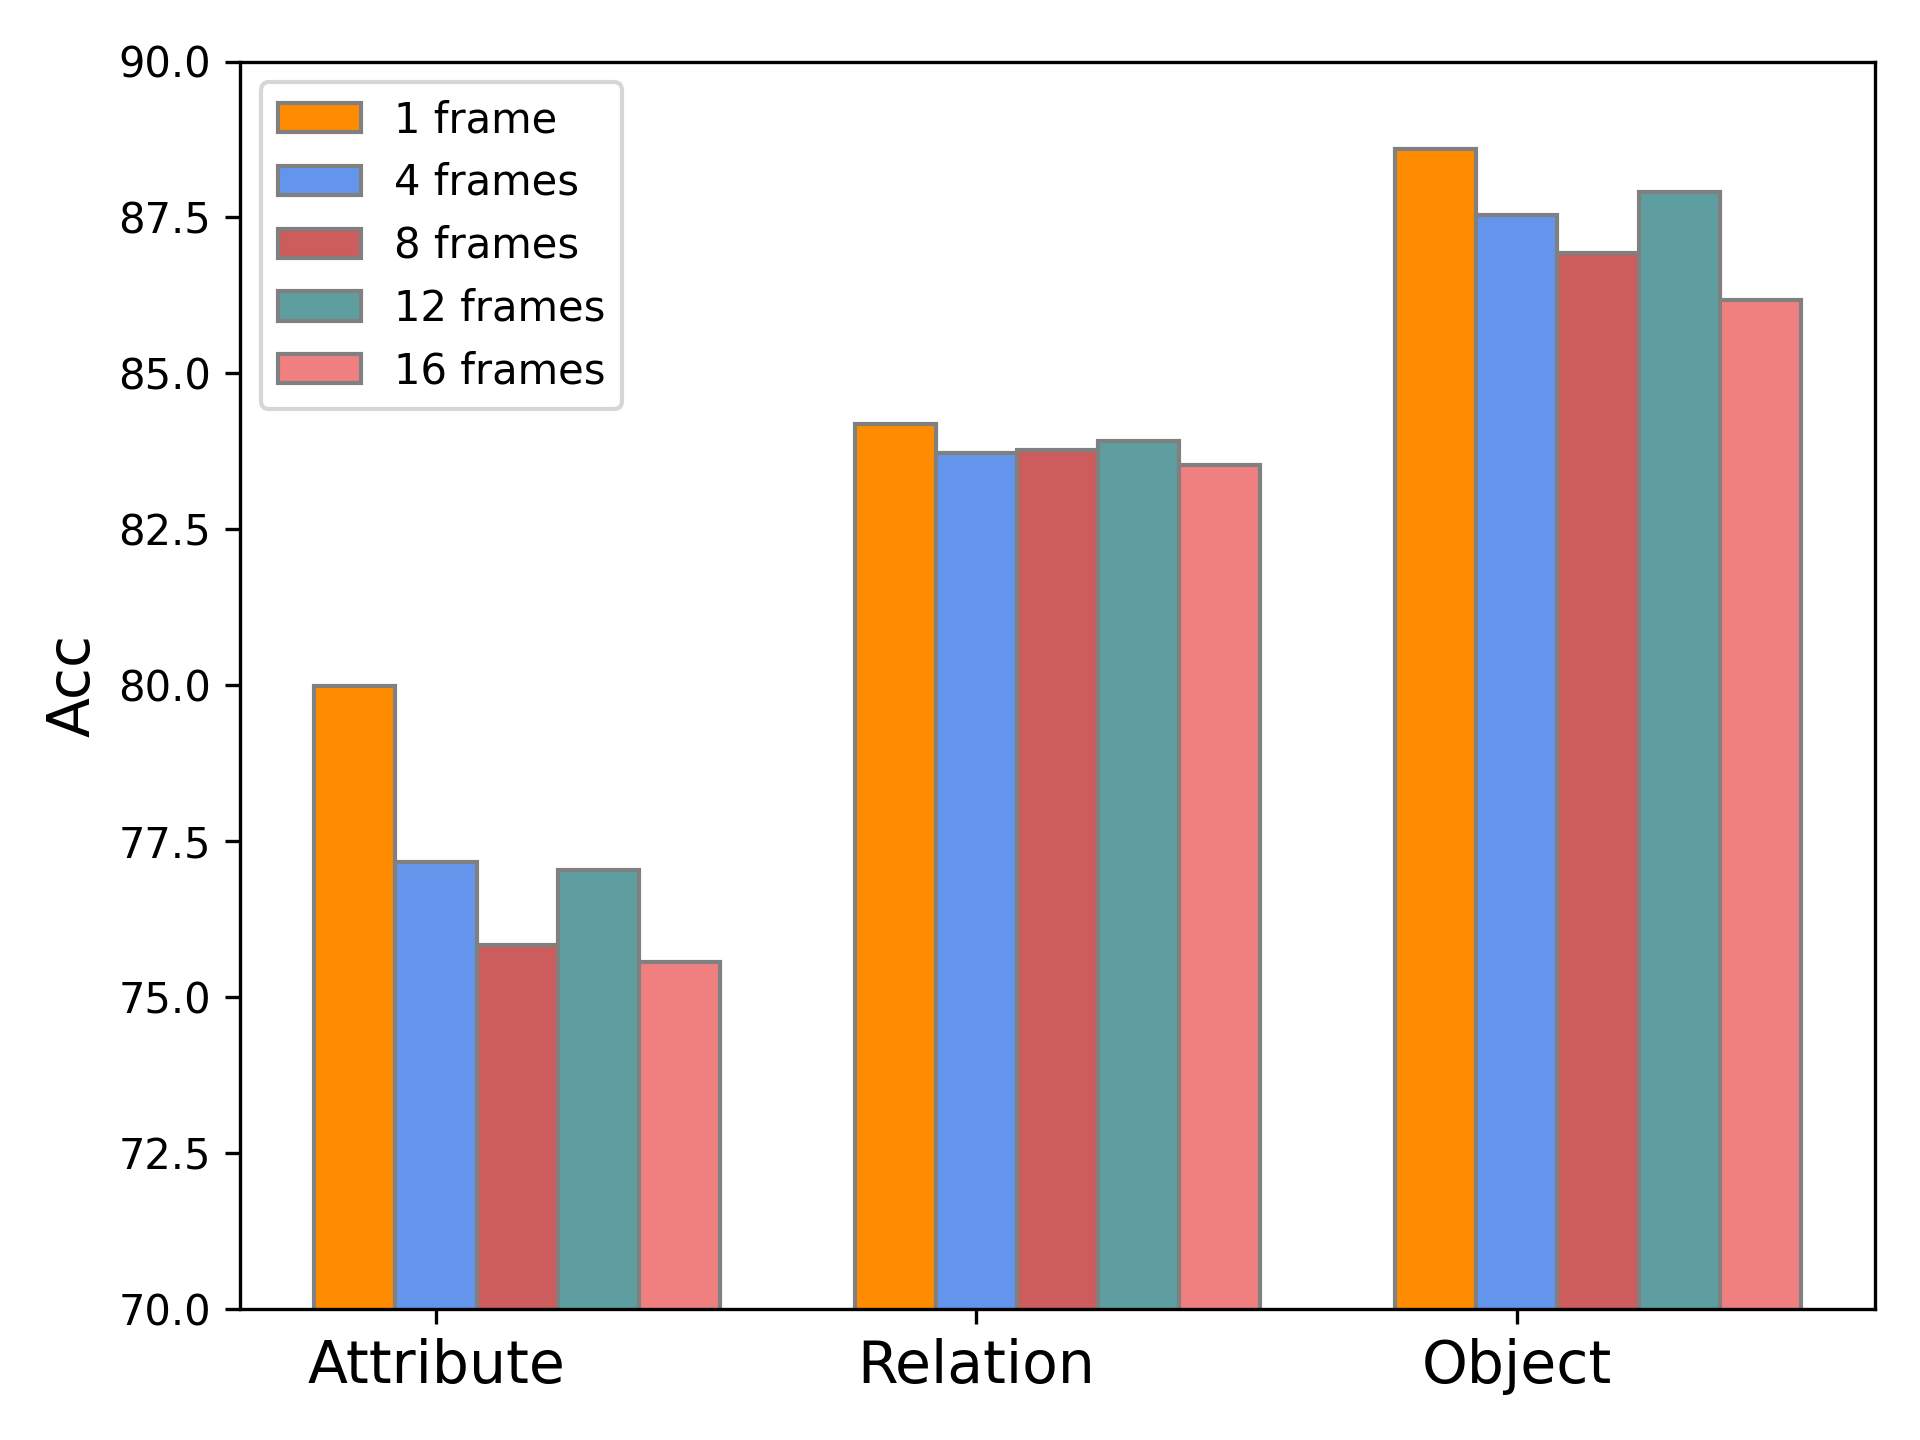 90.0
87.5
85.0
82.5
80.0
77.5
75.0
72.5
70.0
Acc
1 frame
4 frames
8 frames
12 frames
16 frames
Attribute
Relation
Object